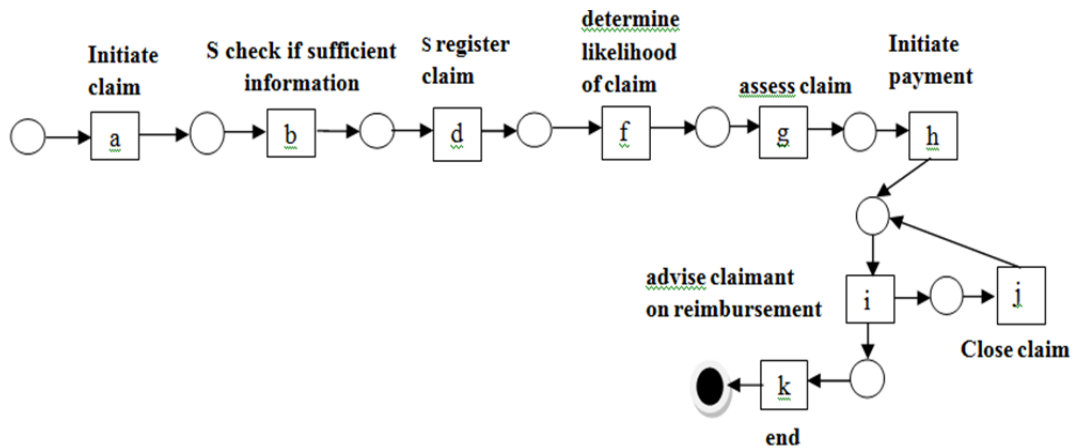 Initiate
claim
S check if sufficient
information
S register
claim
determine
likelihood
of claim
assess claim
Initiate
payment
a
b
d
f
g
h
advise claimant
on reimbursement
i
j
Close claim
k
end